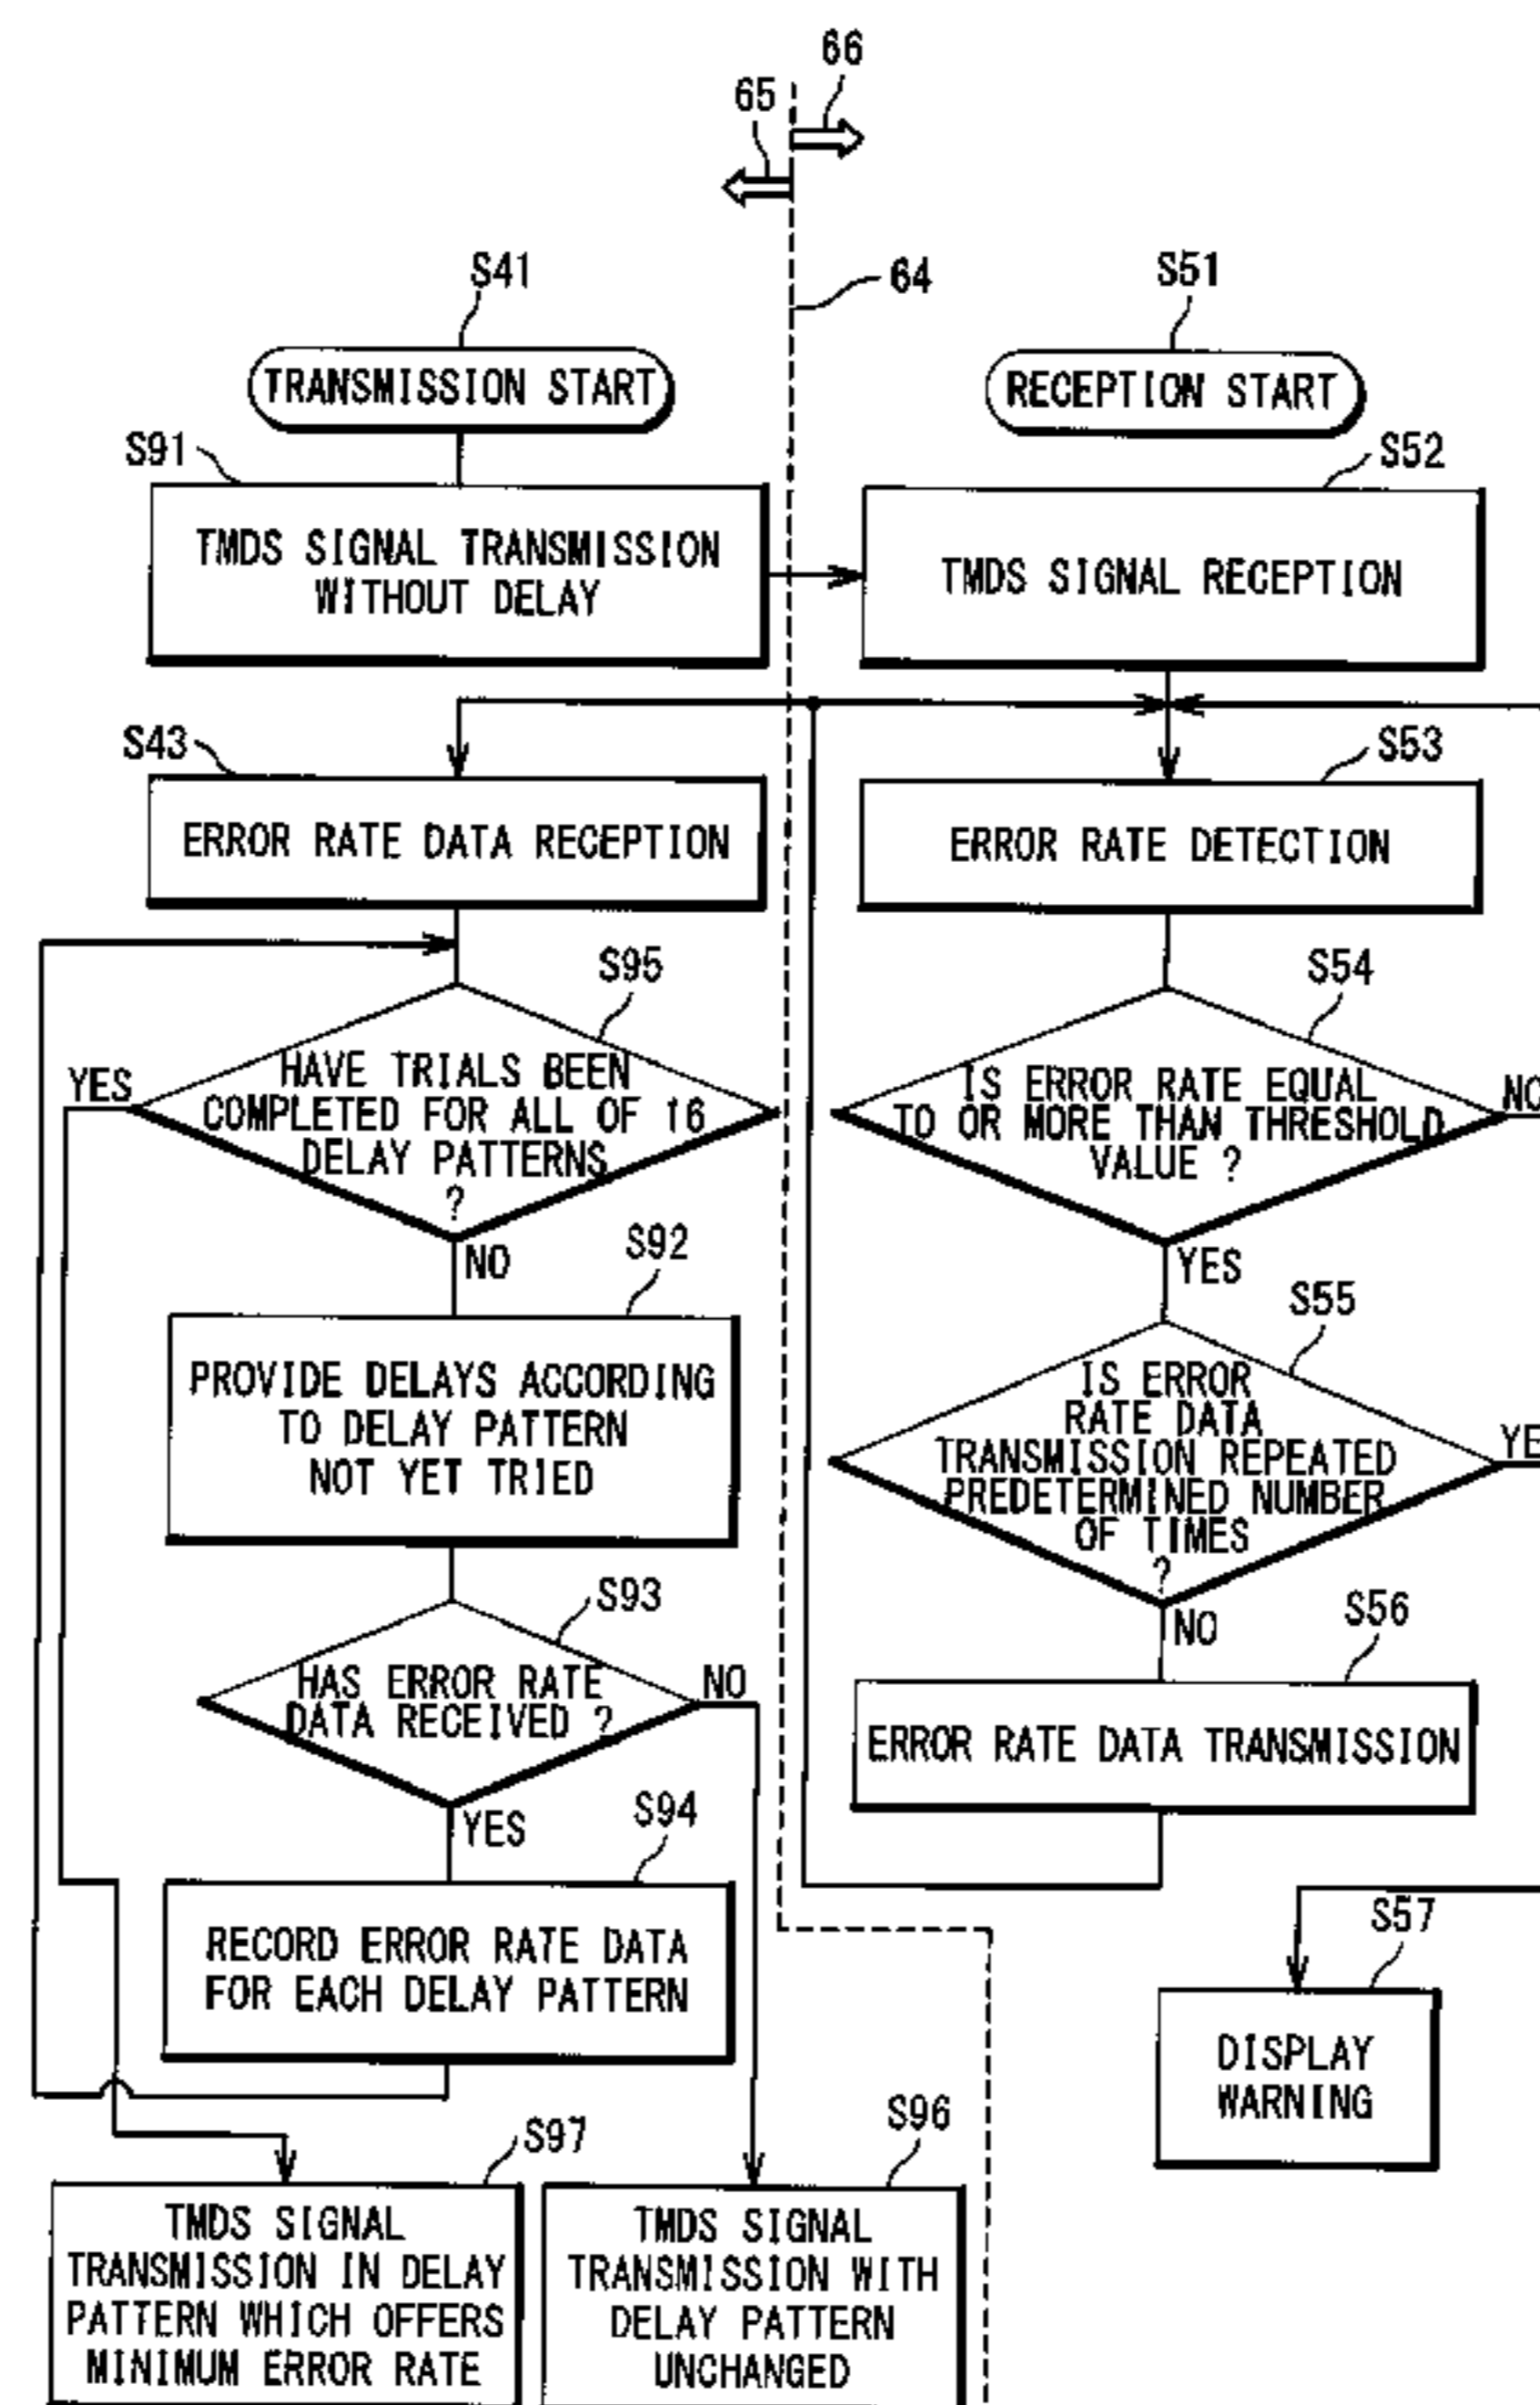 66
65
S41
64
S51
TRANSMISSION START
RECEPTION START
S91
S52
TMDS SIGNAL TRANSMISSION
WITHOUT DELAY
TMDS SIGNAL RECEPTION
S43
S53
ERROR RATE DATA RECEPTION
ERROR RATE DETECTION
S95
S54
YES
HAVE TRIALS BEEN
COMPLETED FOR ALL OF 16
DELAY PATTERNS
?
NO
IS ERROR RATE EQUAL
TO OR MORE THAN THRESHOLD
VALUE ?
YES
S92
S55
PROVIDE DELAYS ACCORDING
TO DELAY PATTERN
NOT YET TRIED
IS ERROR
RATE DATA
TRANSMISSION REPEATED
PREDETERMINED NUMBER
OF TIMES
?
NO
S93
S56
HAS ERROR RATE
DATA RECEIVED ?
NO
YES
ERROR RATE DATA TRANSMISSION
S94
S57
RECORD ERROR RATE DATA
FOR EACH DELAY PATTERN
DISPLAY
WARNING
S97
S96
TMDS SIGNAL
TRANSMISSION IN DELAY
PATTERN WHICH OFFERS
MINIMUM ERROR RATE
TMDS SIGNAL
TRANSMISSION WITH
DELAY PATTERN
UNCHANGED